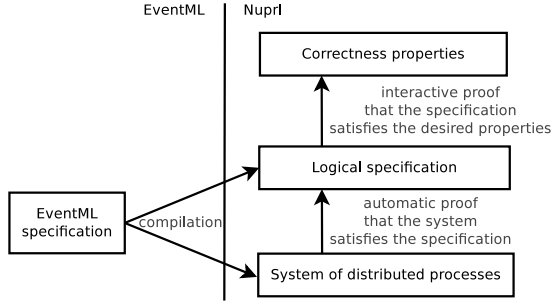 EventML
Nuprl
Correctness properties
interactive proof
that the specification
satisfies the desired properties
Logical specification
EventML
specification
compilation
automatic proof
that the system
satisfies the specification
System of distributed processes